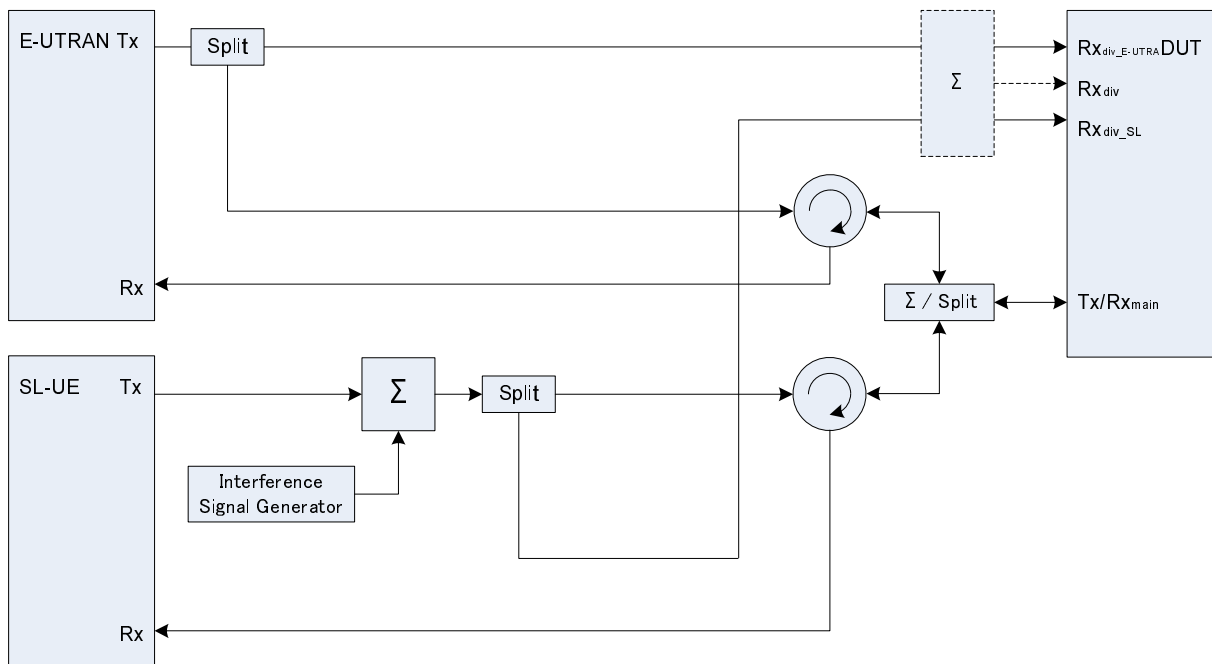 E-UTRAN Tx
Split
Σ
Rxdiv_E-UTRA DUT
Rxdiv
Rxdiv_SL
Rx
Σ / Split
Tx/Rxmain
SL-UE Tx
Σ
Split
Interference
Signal Generator
Rx